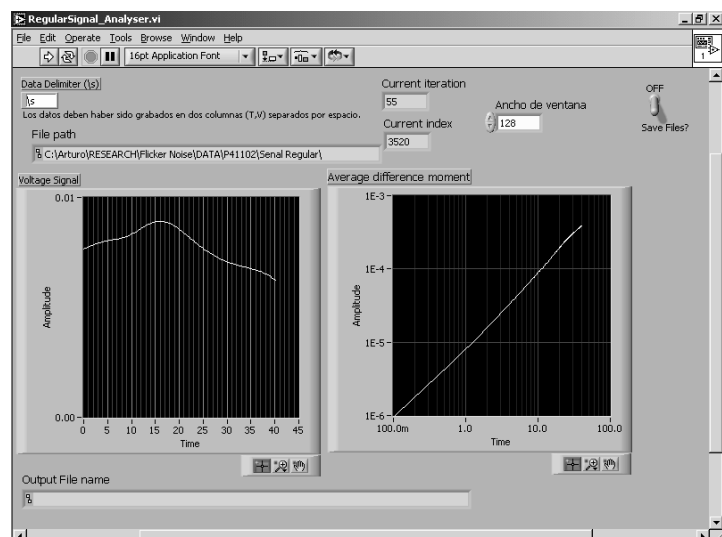 RegularSignal_Analyser.vi
File Edit Operate Tools Browse Window Help
16pt Application Font
1
Data Delimiter (\s)
\s
Los datos deben haber sido grabados en dos columnas (T,V) separados por espacio.
File path
C:\Arturo\RESEARCH\Flicker Noise\DATA\P41102\Senal Regular\
Current iteration
55
Current index
3520
Ancho de ventana
128
OFF
Save Files?
Voltage Signal
0.01
Amplitude
0.00
0 5 10 15 20 25 30 35 40 45
Time
Average difference moment
1E-3
1E-4
Amplitude
1E-5
1E-6
100.0m 1.0 10.0 100.0
Time
Output File name